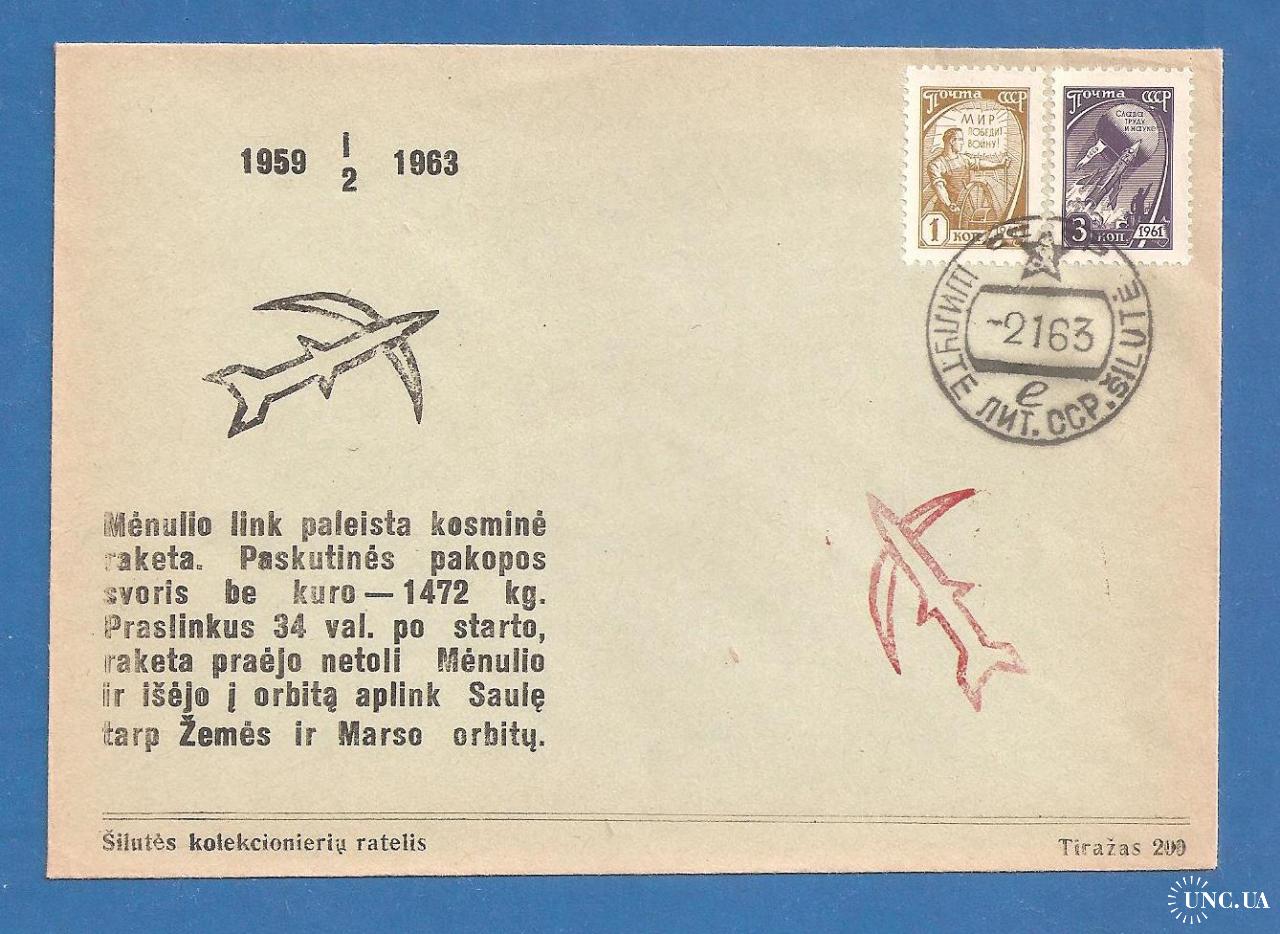 1959 I 1963
2
Почта СССР
МИР
ПОБЕДИТ
ВОЙНУ!
1 КОП.
Почта СССР
Слава
труду
и науке
3 КОП. 1961
-2163
е
ЛИТ. ССР. ŠILUTĖ
Mėnulio link paleista kosminė
raketa. Paskutinės pakopos
svoris be kuro — 1472 kg.
Praslinkus 34 val. po starto,
raketa praėjo netoli Mėnulio
ir išėjo į orbitą aplink Saulę
tarp Žemės ir Marso orbitų.
Šilutės kolekcionierių ratelis
Tiražas 200
UNC.UA